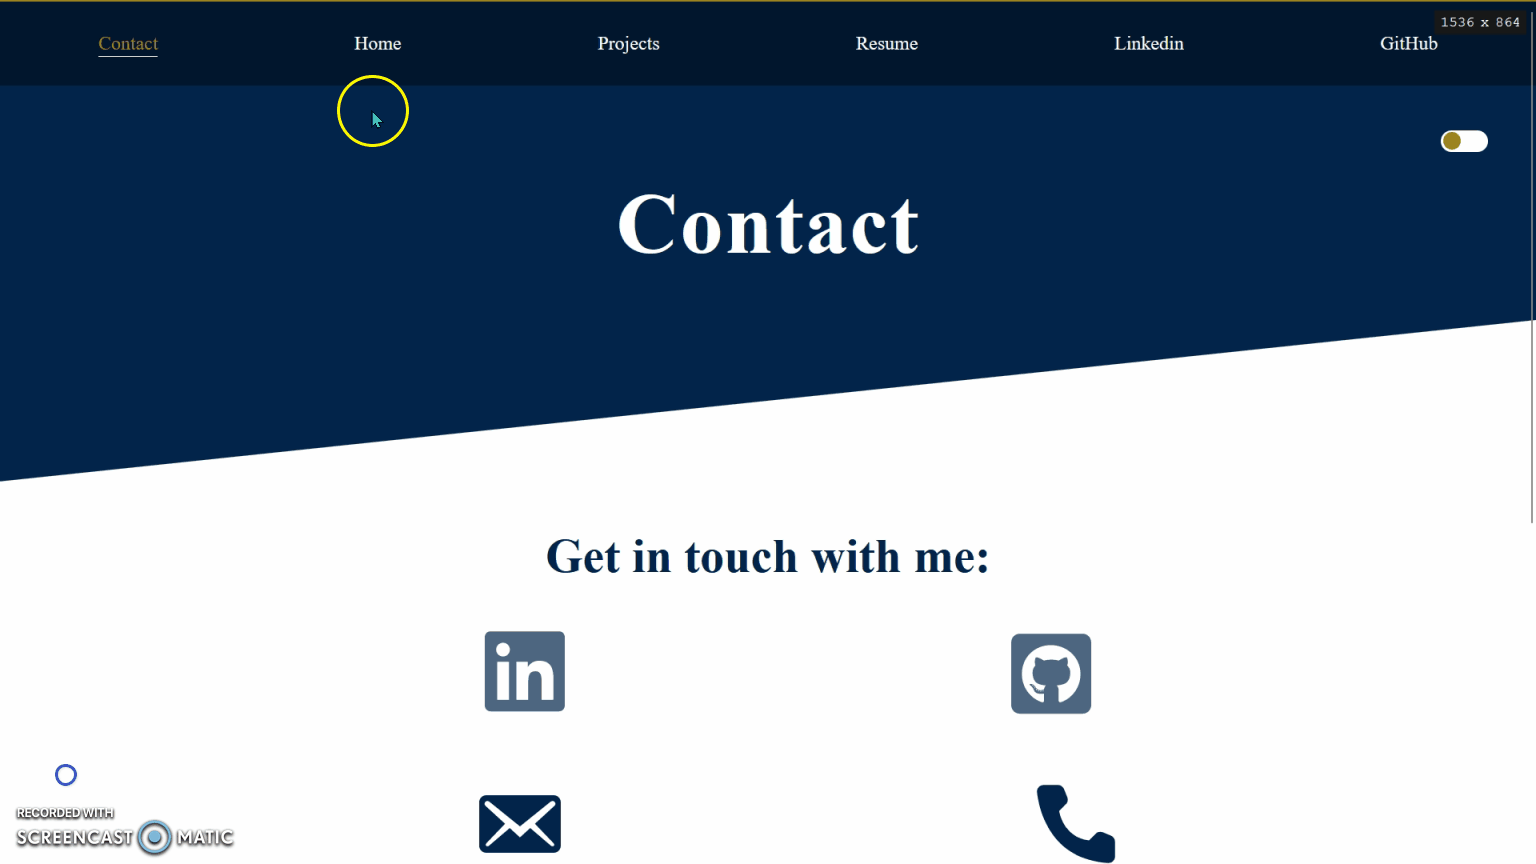 Contact Home Projects Resume Linkedin GitHub
1536 x 864
Contact
Get in touch with me:
in
RECORDED WITH
SCREENCAST MATIC